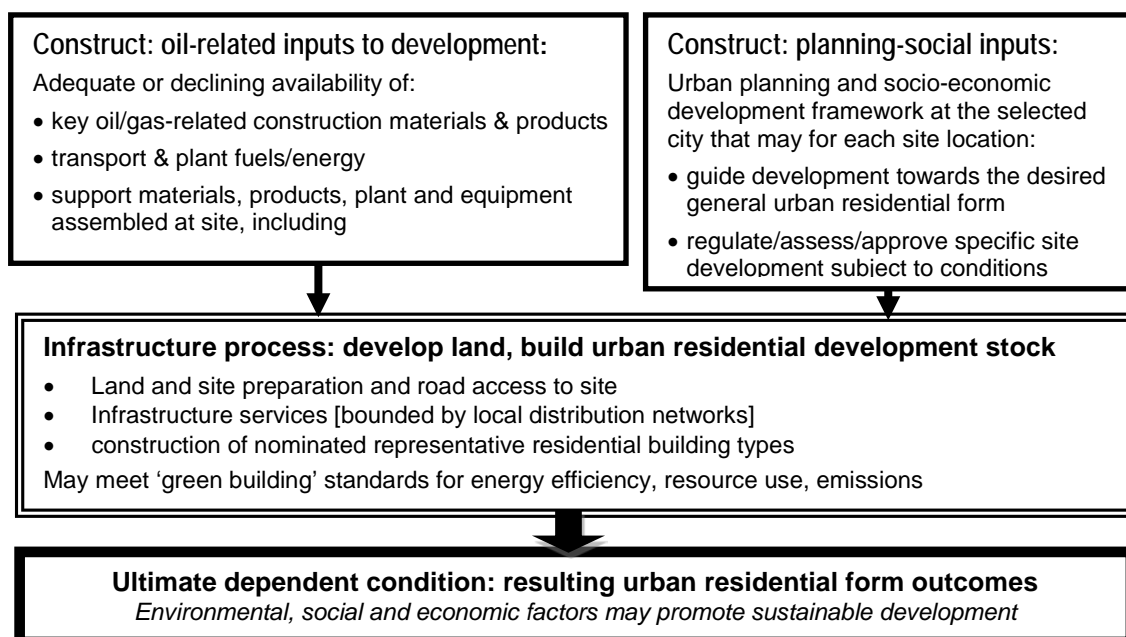 Construct: oil-related inputs to development:
Adequate or declining availability of:
• key oil/gas-related construction materials & products
• transport & plant fuels/energy
• support materials, products, plant and equipment
assembled at site, including
Construct: planning-social inputs:
Urban planning and socio-economic
development framework at the selected
city that may for each site location:
• guide development towards the desired
general urban residential form
• regulate/assess/approve specific site
development subject to conditions
Infrastructure process: develop land, build urban residential development stock
• Land and site preparation and road access to site
• Infrastructure services [bounded by local distribution networks]
• construction of nominated representative residential building types
May meet ‘green building’ standards for energy efficiency, resource use, emissions
Ultimate dependent condition: resulting urban residential form outcomes
Environmental, social and economic factors may promote sustainable development